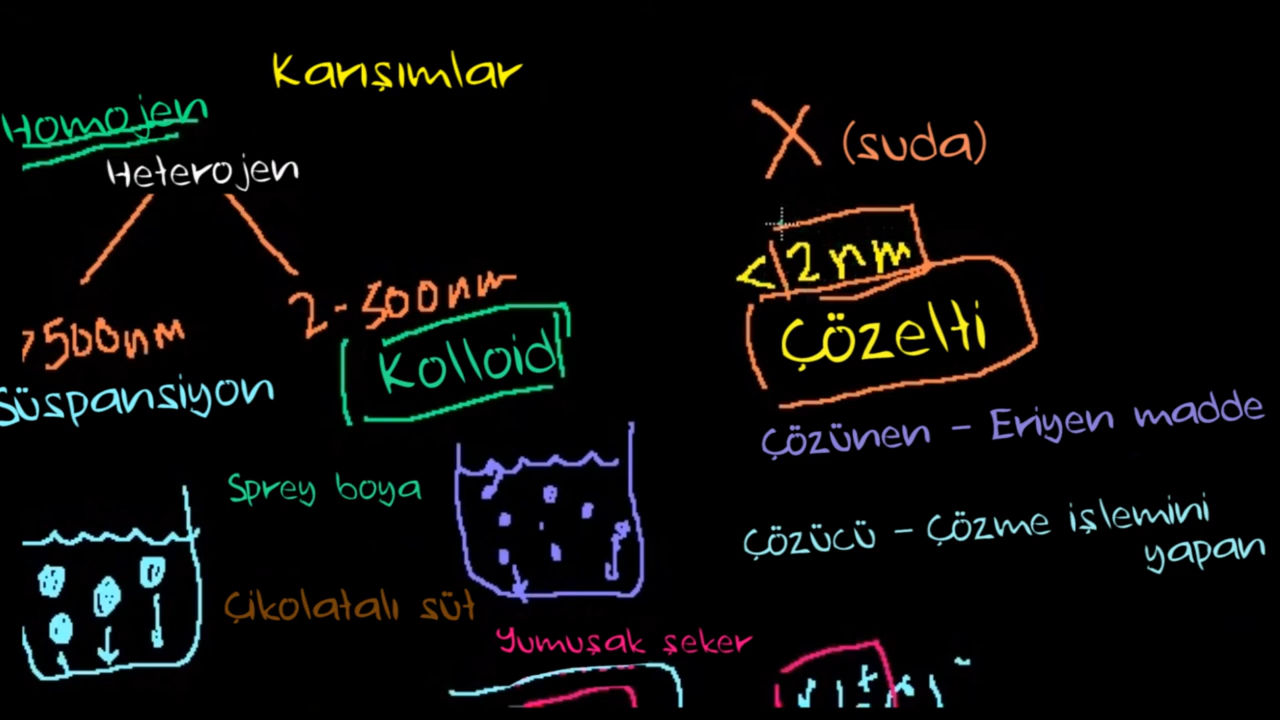 Karışımlar
Homojen
Heterojen
>500nm
Süspansiyon
2-500nm
Kolloid
Sprey boya
Çikolatalı süt
Yumuşak şeker
X (suda)
<2nm
Çözelti
Çözünen - Eriyen madde
Çözücü - Çözme işlemini
yapan